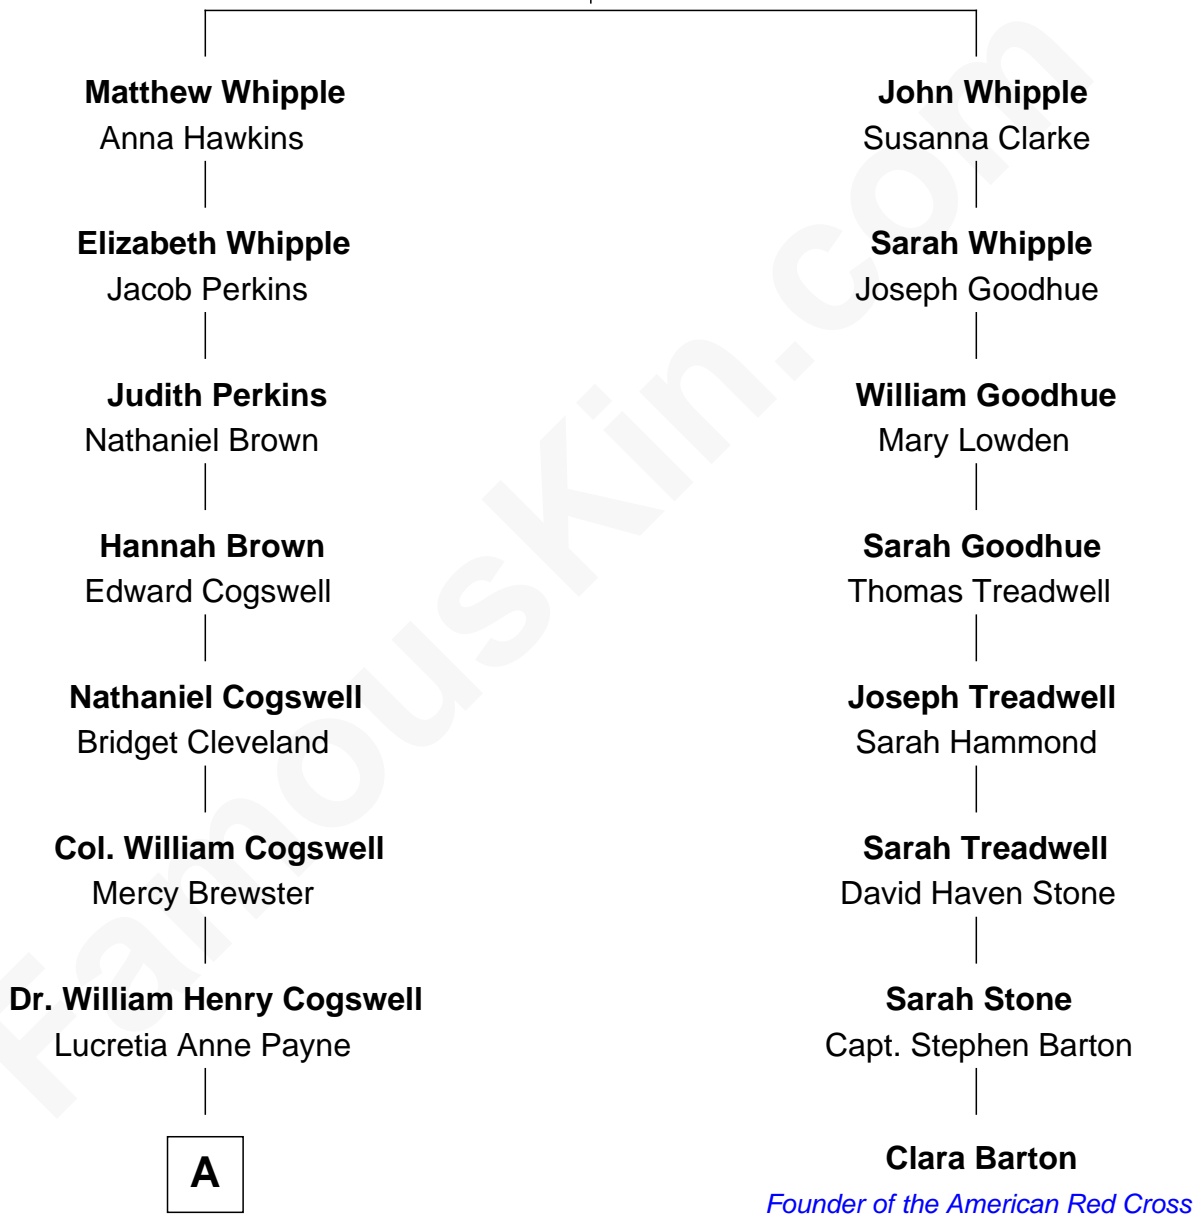 Matthew Whipple
Anna Hawkins
Elizabeth Whipple
Jacob Perkins
Judith Perkins
Nathaniel Brown
Hannah Brown
Edward Cogswell
Nathaniel Cogswell
Bridget Cleveland
Col. William Cogswell
Mercy Brewster
Dr. William Henry Cogswell
Lucretia Anne Payne
A
John Whipple
Susanna Clarke
Sarah Whipple
Joseph Goodhue
William Goodhue
Mary Lowden
Sarah Goodhue
Thomas Treadwell
Joseph Treadwell
Sarah Hammond
Sarah Treadwell
David Haven Stone
Sarah Stone
Capt. Stephen Barton
Clara Barton
Founder of the American Red Cross
FamousKin.com